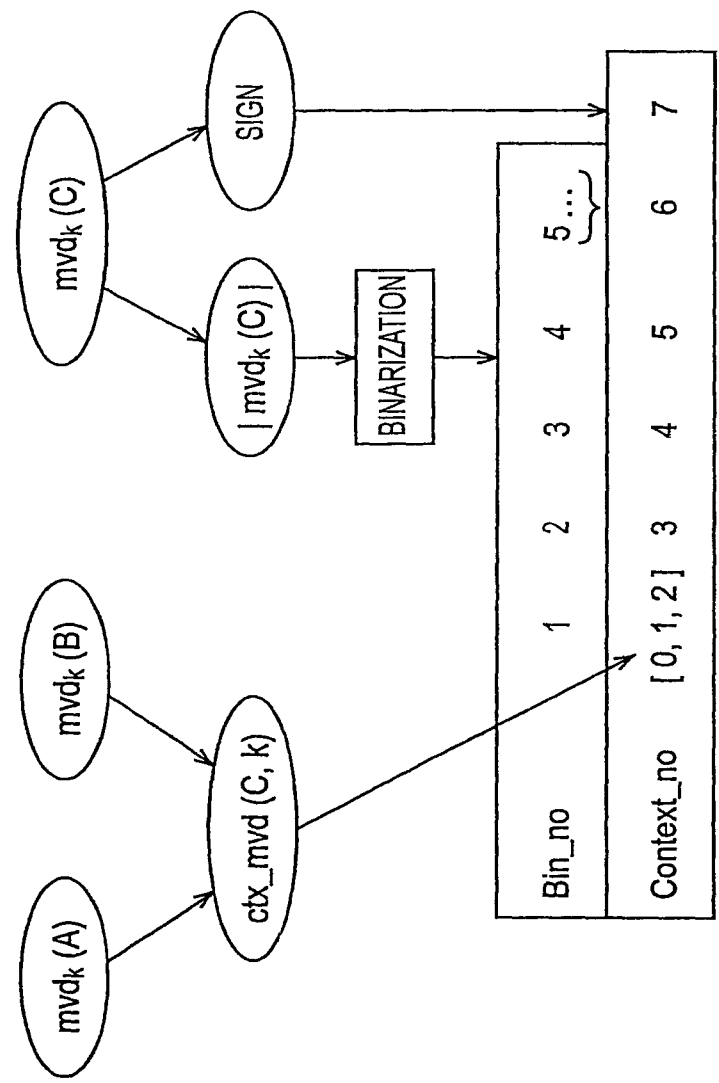 mvdk (A)
mvdk (B)
mvdk (C)
ctx_mvd (C, k)
| mvdk (C) |
SIGN
BINARIZATION
Bin_no 1 2 3 4 5...
Context_no [ 0, 1, 2 ] 3 4 5 6 7